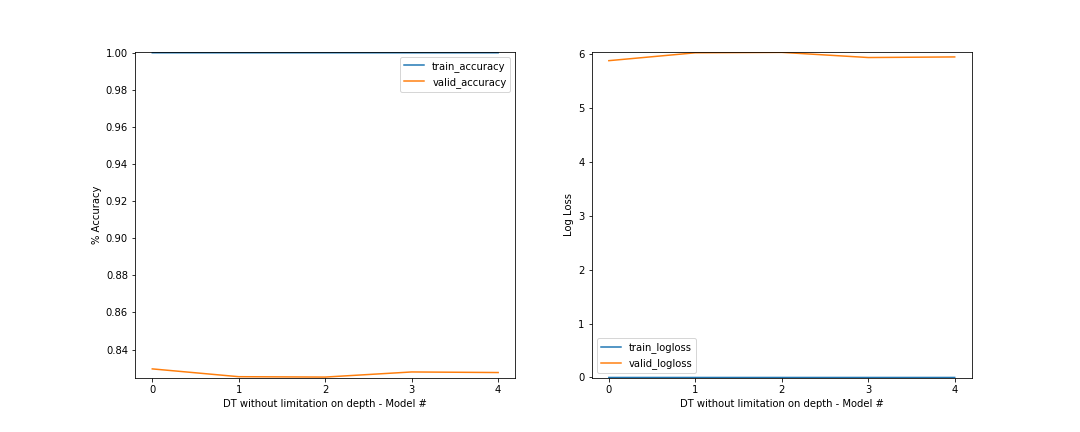 1.00
0.98
0.96
0.94
0.92
0.90
0.88
0.86
0.84
% Accuracy
train_accuracy
valid_accuracy
0 1 2 3 4
DT without limitation on depth - Model #
6
5
4
3
2
1
0
Log Loss
train_logloss
valid_logloss
0 1 2 3 4
DT without limitation on depth - Model #